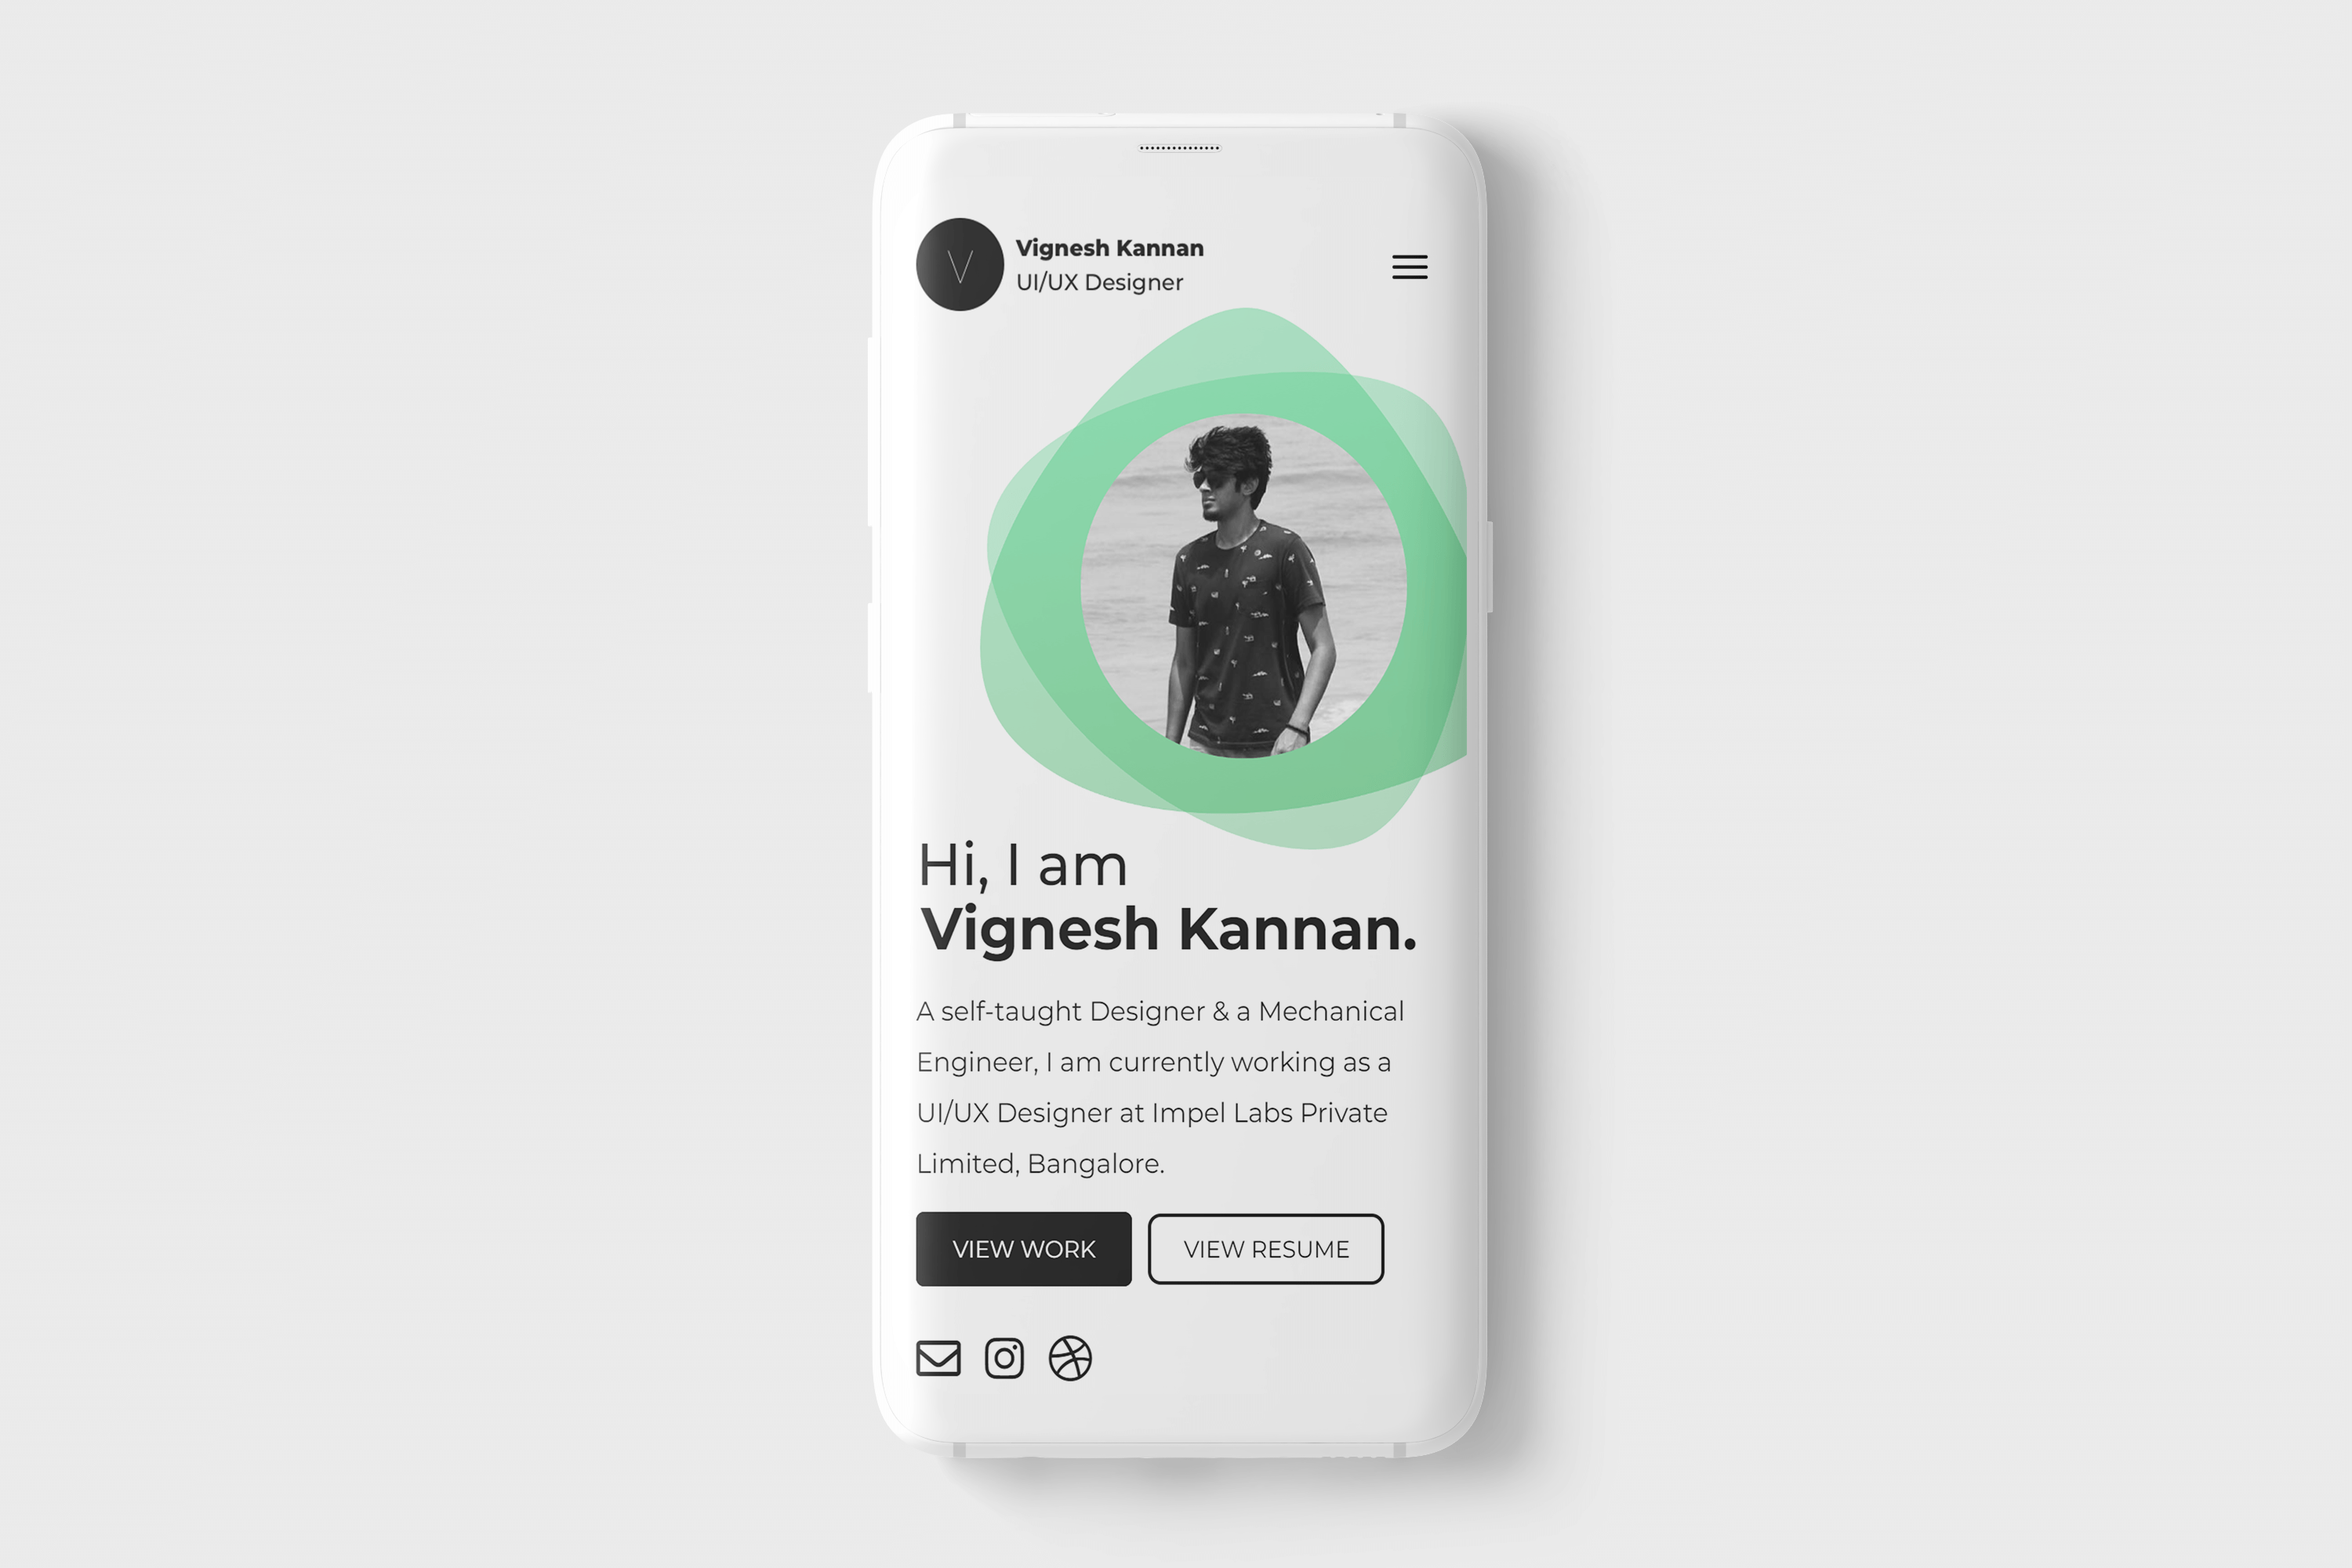 V
Vignesh Kannan
UI/UX Designer
Hi, I am
Vignesh Kannan.
A self-taught Designer & a Mechanical
Engineer, I am currently working as a
UI/UX Designer at Impel Labs Private
Limited, Bangalore.
VIEW WORK
VIEW RESUME